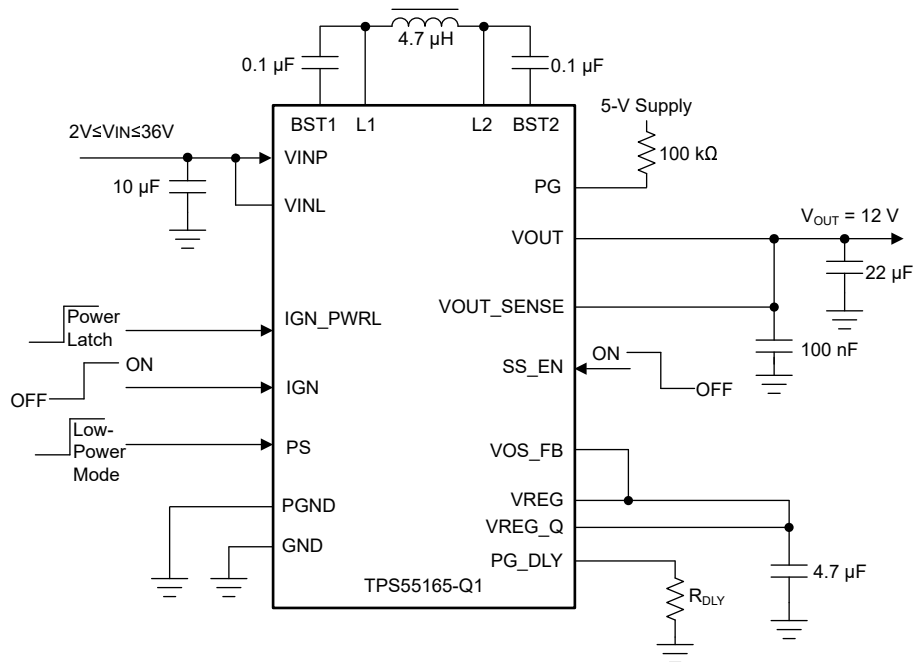 4.7 µH
0.1 µF
0.1 µF
BST1
L1
L2
BST2
5-V Supply
100 kΩ
2V≤VIN≤36V
VINP
10 µF
VINL
PG
VOUT
VOUT = 12 V
22 µF
VOUT_SENSE
100 nF
Power
Latch
IGN_PWRL
ON
OFF
IGN
SS_EN
ON
OFF
Low-
Power
Mode
PS
VOS_FB
PGND
VREG
VREG_Q
GND
PG_DLY
4.7 µF
TPS55165-Q1
RDLY